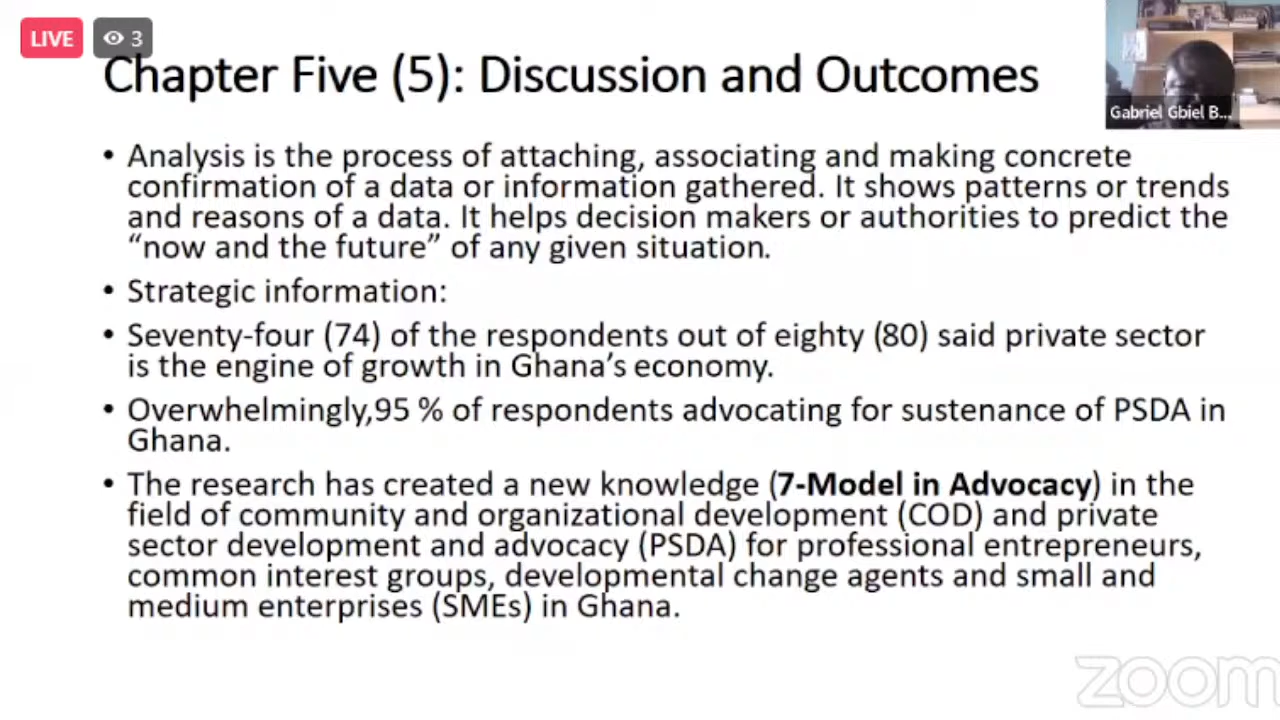 LIVE
3
Chapter Five (5): Discussion and Outcomes
Gabriel Gbiel B...
• Analysis is the process of attaching, associating and making concrete
confirmation of a data or information gathered. It shows patterns or trends
and reasons of a data. It helps decision makers or authorities to predict the
“now and the future” of any given situation.
• Strategic information:
• Seventy-four (74) of the respondents out of eighty (80) said private sector
is the engine of growth in Ghana’s economy.
• Overwhelmingly,95 % of respondents advocating for sustenance of PSDA in
Ghana.
• The research has created a new knowledge (7-Model in Advocacy) in the
field of community and organizational development (COD) and private
sector development and advocacy (PSDA) for professional entrepreneurs,
common interest groups, developmental change agents and small and
medium enterprises (SMEs) in Ghana.
zoom